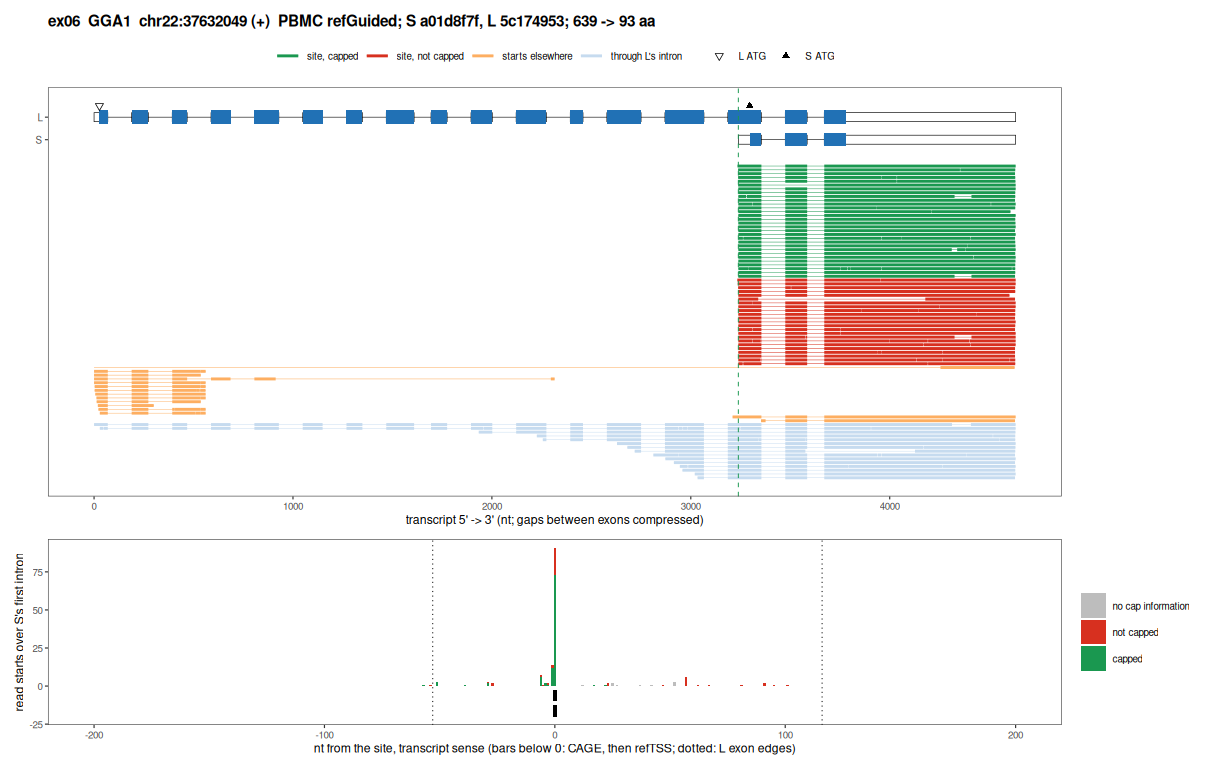 ex06 GGA1 chr22:37632049 (+) PBMC refGuided; S a01d8f7f, L 5c174953; 639 -> 93 aa
site, capped site, not capped starts elsewhere through L's intron L ATG S ATG
L
S
0 1000 2000 3000 4000
transcript 5' -> 3' (nt; gaps between exons compressed)
read starts over S's first intron
75
50
25
0
-25
-200 -100 0 100 200
nt from the site, transcript sense (bars below 0: CAGE, then refTSS; dotted: L exon edges)
no cap information
not capped
capped